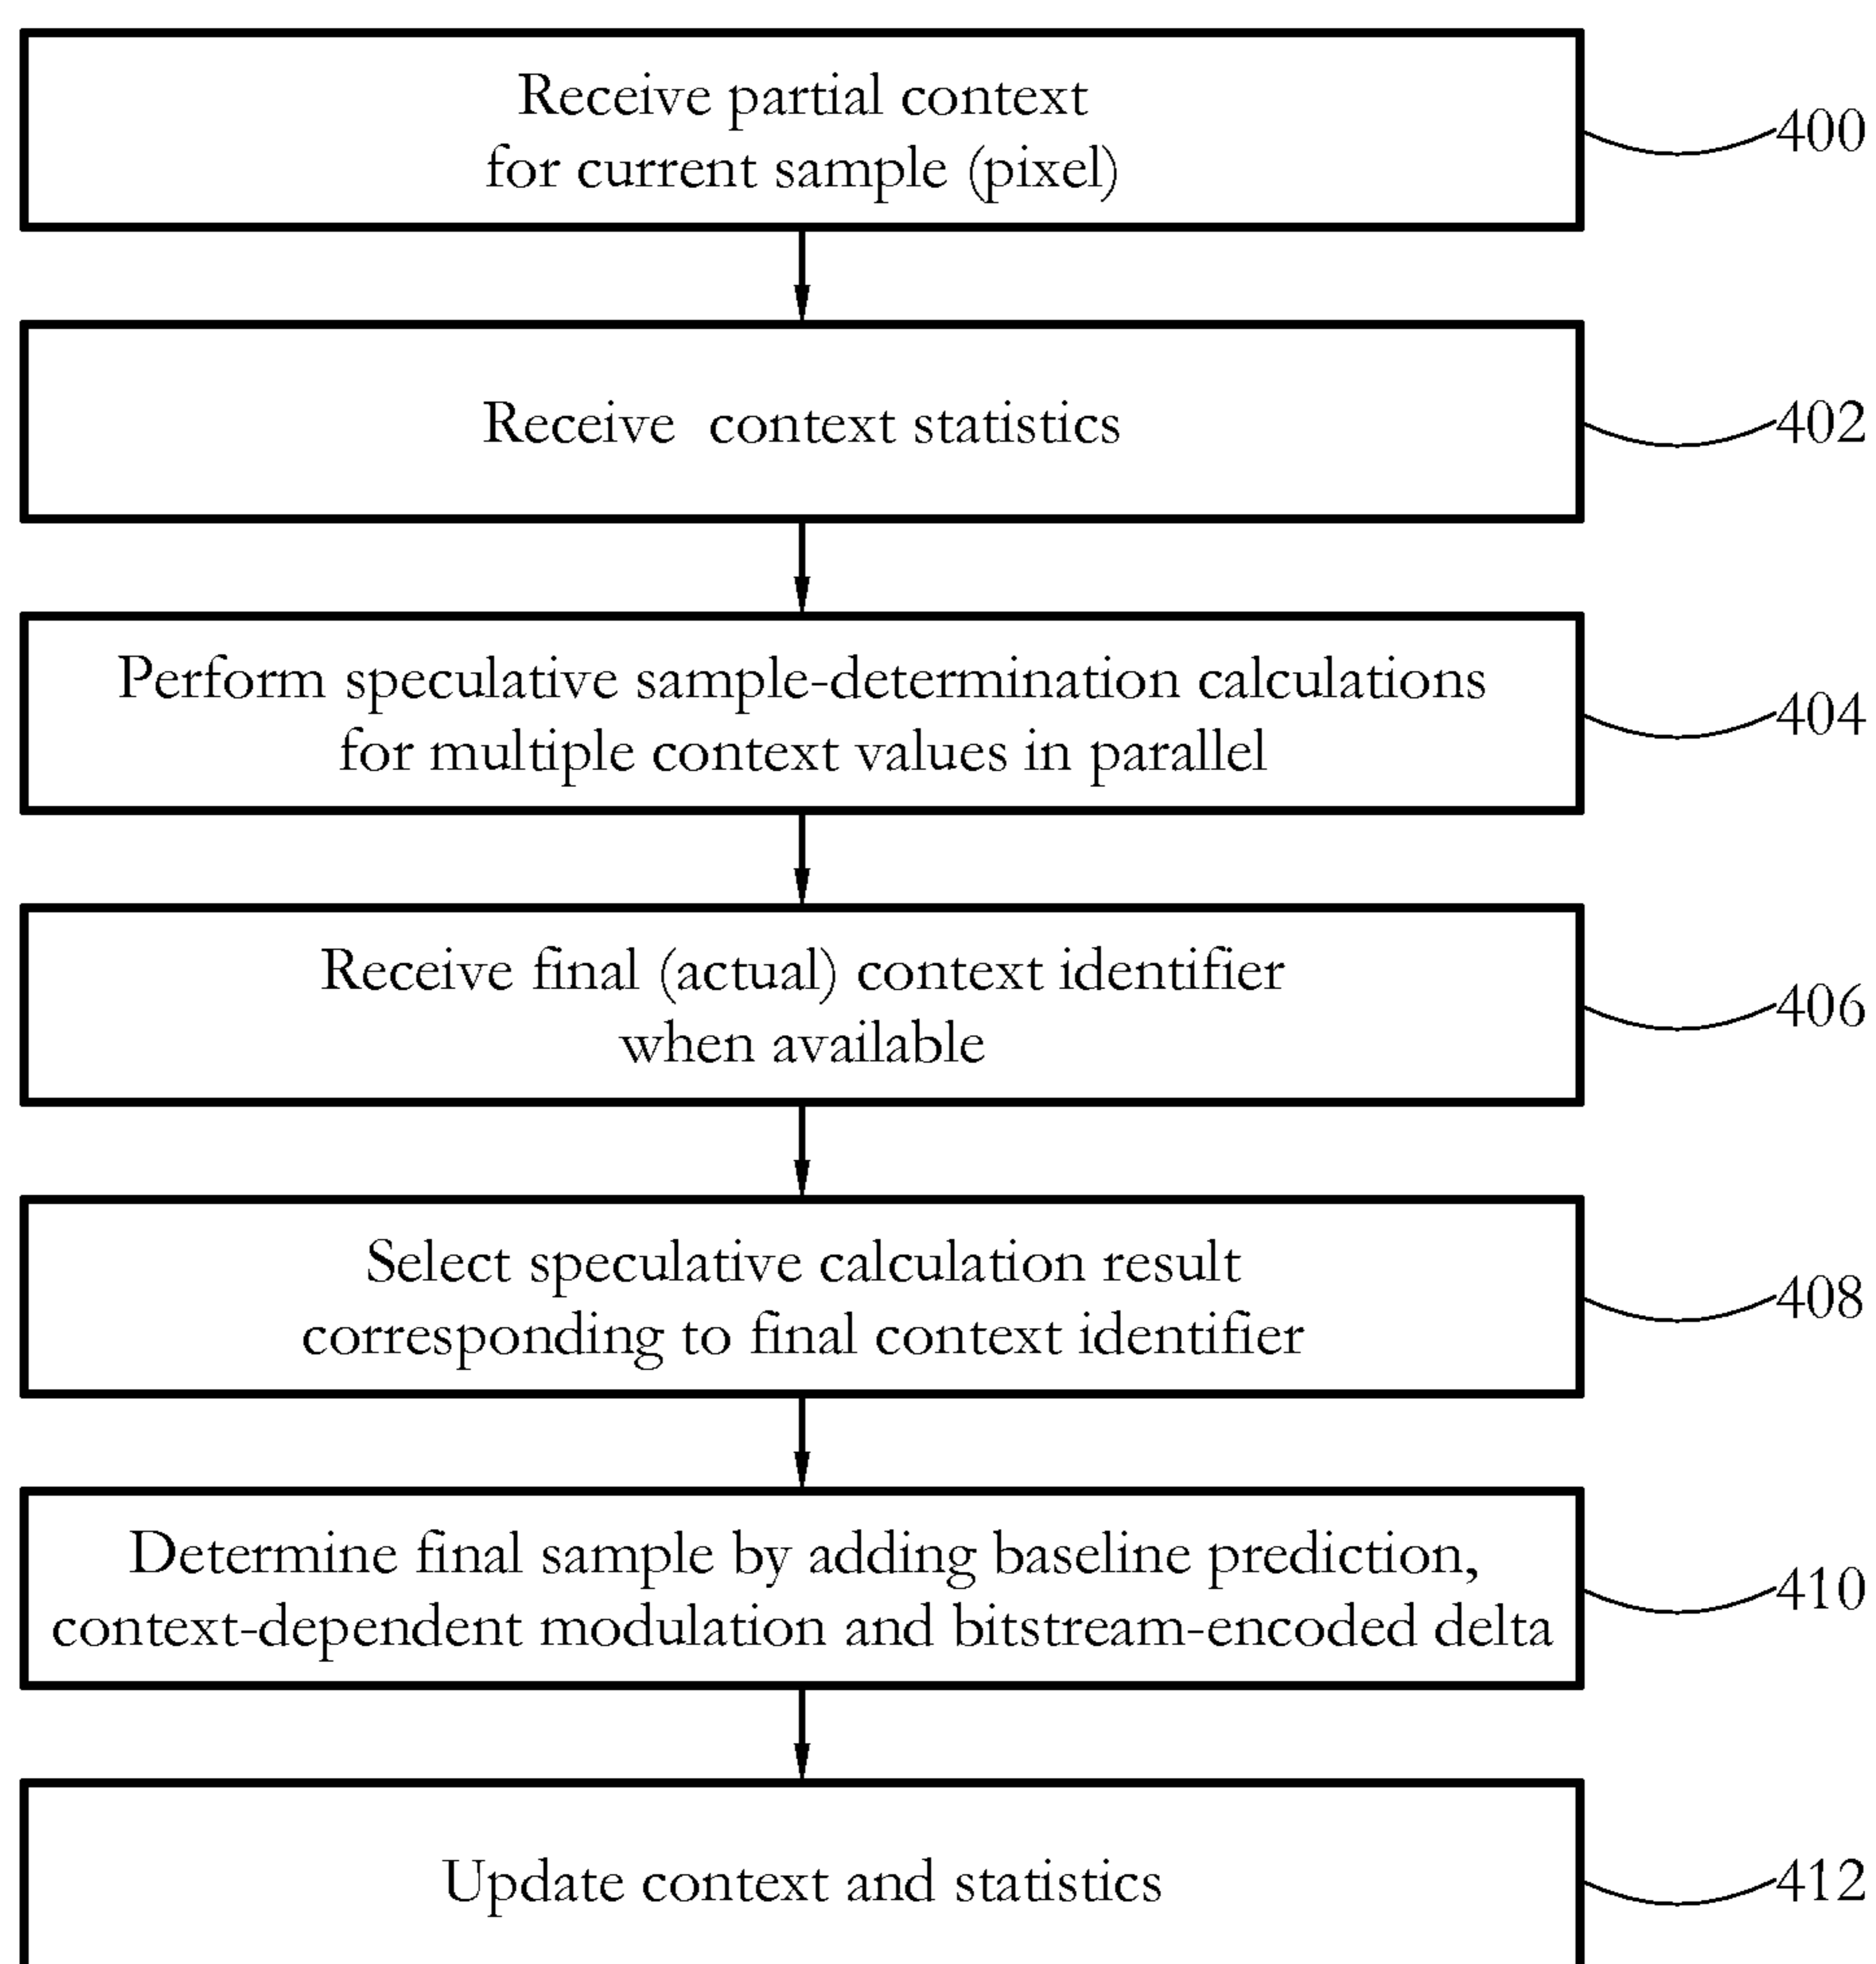 Receive partial context
for current sample (pixel)
400
Receive context statistics
402
Perform speculative sample-determination calculations
for multiple context values in parallel
404
Receive final (actual) context identifier
when available
406
Select speculative calculation result
corresponding to final context identifier
408
Determine final sample by adding baseline prediction,
context-dependent modulation and bitstream-encoded delta
410
Update context and statistics
412